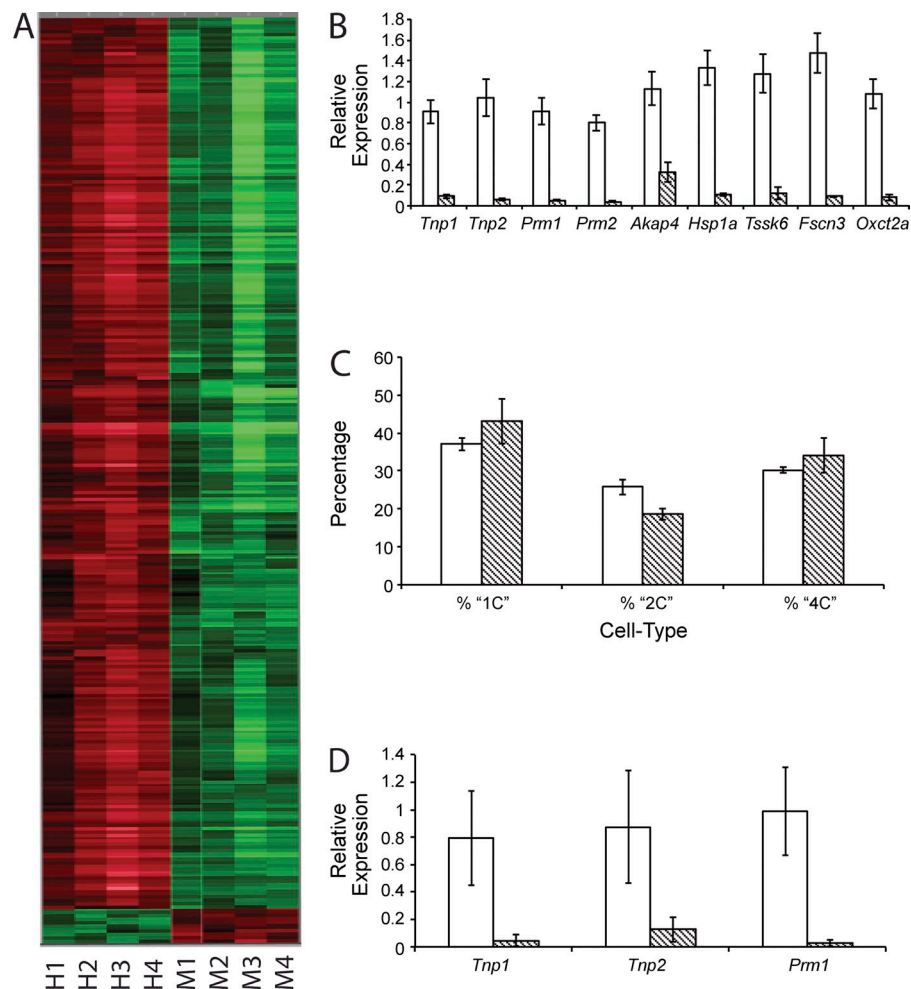 A
H1 H2 H3 H4 M1 M2 M3 M4
B
Relative
Expression
1.8
1.6
1.4
1.2
1
0.8
0.6
0.4
0.2
0
Tnp1 Tnp2 Prm1 Prm2 Akap4 Hsp1a Tssk6 Fscn3 Oxct2a
C
Percentage
60
50
40
30
20
10
0
% "1C" % "2C" % "4C"
Cell-Type
D
Relative
Expression
1.4
1.2
1
0.8
0.6
0.4
0.2
0
Tnp1 Tnp2 Prm1